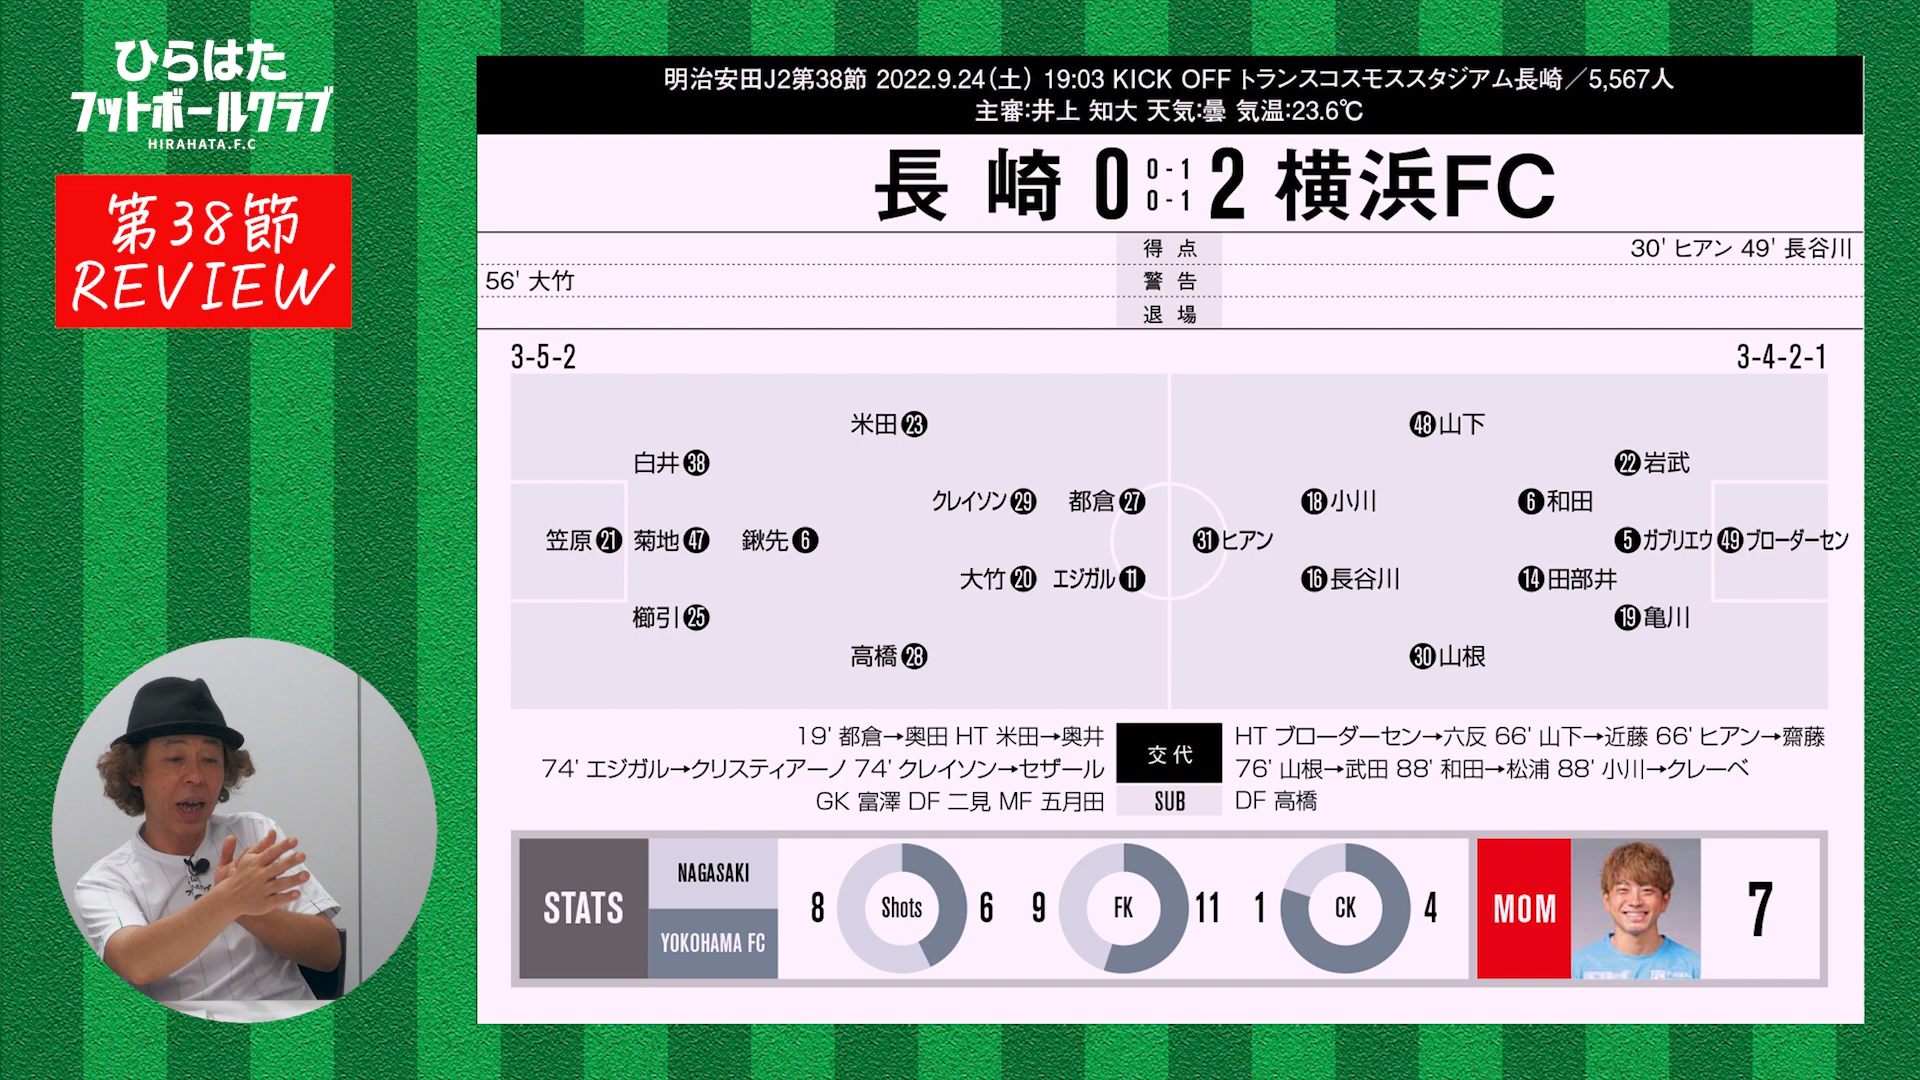 ひらはた
フットボールクラブ
HIRAHATA.F.C
第38節
REVIEW
明治安田J2第38節 2022.9.24(土) 19:03 KICK OFF トランスコスモススタジアム長崎／5,567人
主審:井上 知大 天気:曇 気温:23.6℃
長崎 0 0-1 2 横浜FC
0-1
得点 30' ヒアン 49' 長谷川
56' 大竹 警告
退場
3-5-2 3-4-2-1
米田 23 48 山下
白井 38 22 岩武
クレイソン 29 都倉 27 18 小川 6 和田
笠原 21 菊地 47 鍬先 6 31 ヒアン 5 ガブリエウ 49 ブローダーセン
大竹 20 エジガル 11 16 長谷川 14 田部井
櫛引 25 19 亀川
高橋 28 30 山根
19' 都倉→奥田 HT 米田→奥井 交代 HT ブローダーセン→六反 66' 山下→近藤 66' ヒアン→齋藤
74' エジガル→クリスティアーノ 74' クレイソン→セザール 76' 山根→武田 88' 和田→松浦 88' 小川→クレーべ
GK 富澤 DF 二見 MF 五月田 SUB DF 高橋
STATS NAGASAKI 8 Shots 6 9 FK 11 1 CK 4 MOM 7
YOKOHAMA FC